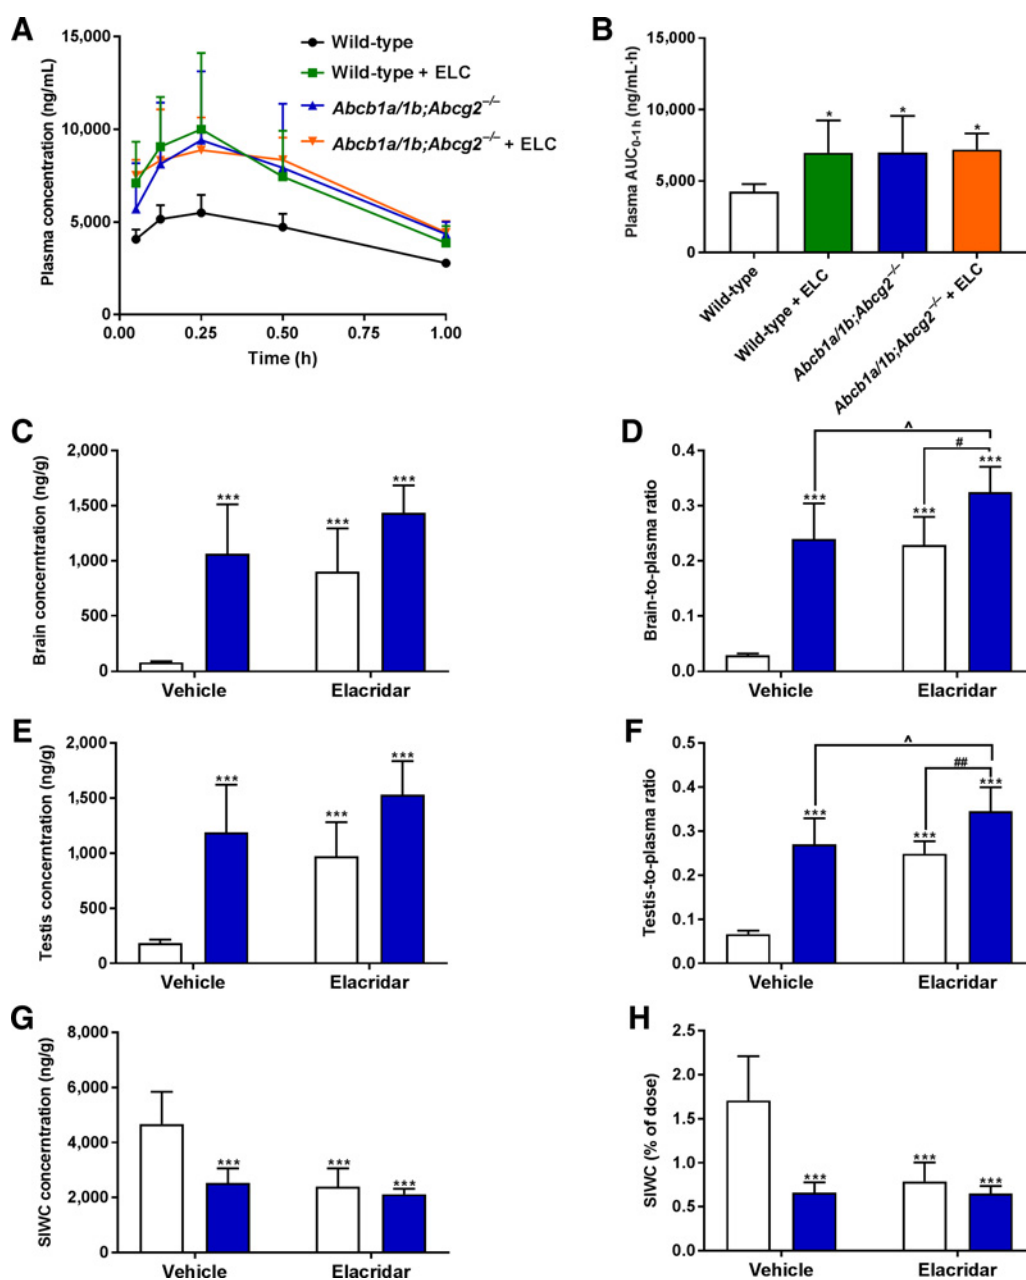 A
Plasma concentration (ng/mL)
15,000
10,000
5,000
0
0.00
0.25
0.50
0.75
1.00
Time (h)
Wild-type
Wild-type + ELC
Abcb1a/1b;Abcg2−/−
Abcb1a/1b;Abcg2−/− + ELC
B
Plasma AUC0–1 h (ng/mL·h)
15,000
10,000
5,000
0
*
*
*
Wild-type
Wild-type + ELC
Abcb1a/1b;Abcg2−/−
Abcb1a/1b;Abcg2−/− + ELC
C
Brain concerntration (ng/g)
2,000
1,500
1,000
500
0
***
***
***
Vehicle
Elacridar
D
Brain-to-plasma ratio
0.4
0.3
0.2
0.1
0.0
^
#
***
***
***
Vehicle
Elacridar
E
Testis concentration (ng/g)
2,000
1,500
1,000
500
0
***
***
***
Vehicle
Elacridar
F
Testis-to-plasma ratio
0.5
0.4
0.3
0.2
0.1
0.0
^
##
***
***
***
Vehicle
Elacridar
G
SIWC concerntration (ng/g)
8,000
6,000
4,000
2,000
0
***
***
***
Vehicle
Elacridar
H
SIWC (% of dose)
2.5
2.0
1.5
1.0
0.5
0.0
***
***
***
Vehicle
Elacridar